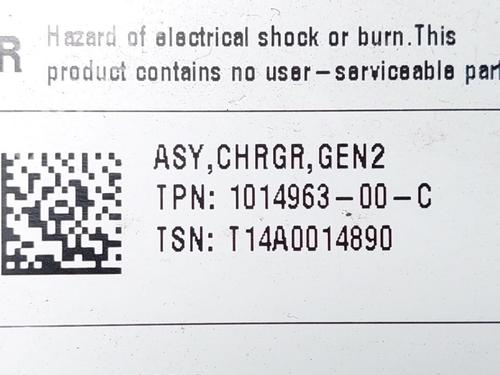 R
Hazard of electrical shock or burn.This
product contains no user-serviceable
ASY,CHRGR,GEN2
TPN: 1014963-00-C
TSN: T14A0014890